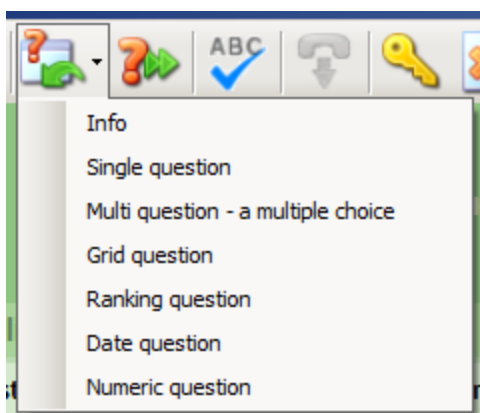 ABC
Info
Single question
Multi question - a multiple choice
Grid question
Ranking question
Date question
Numeric question